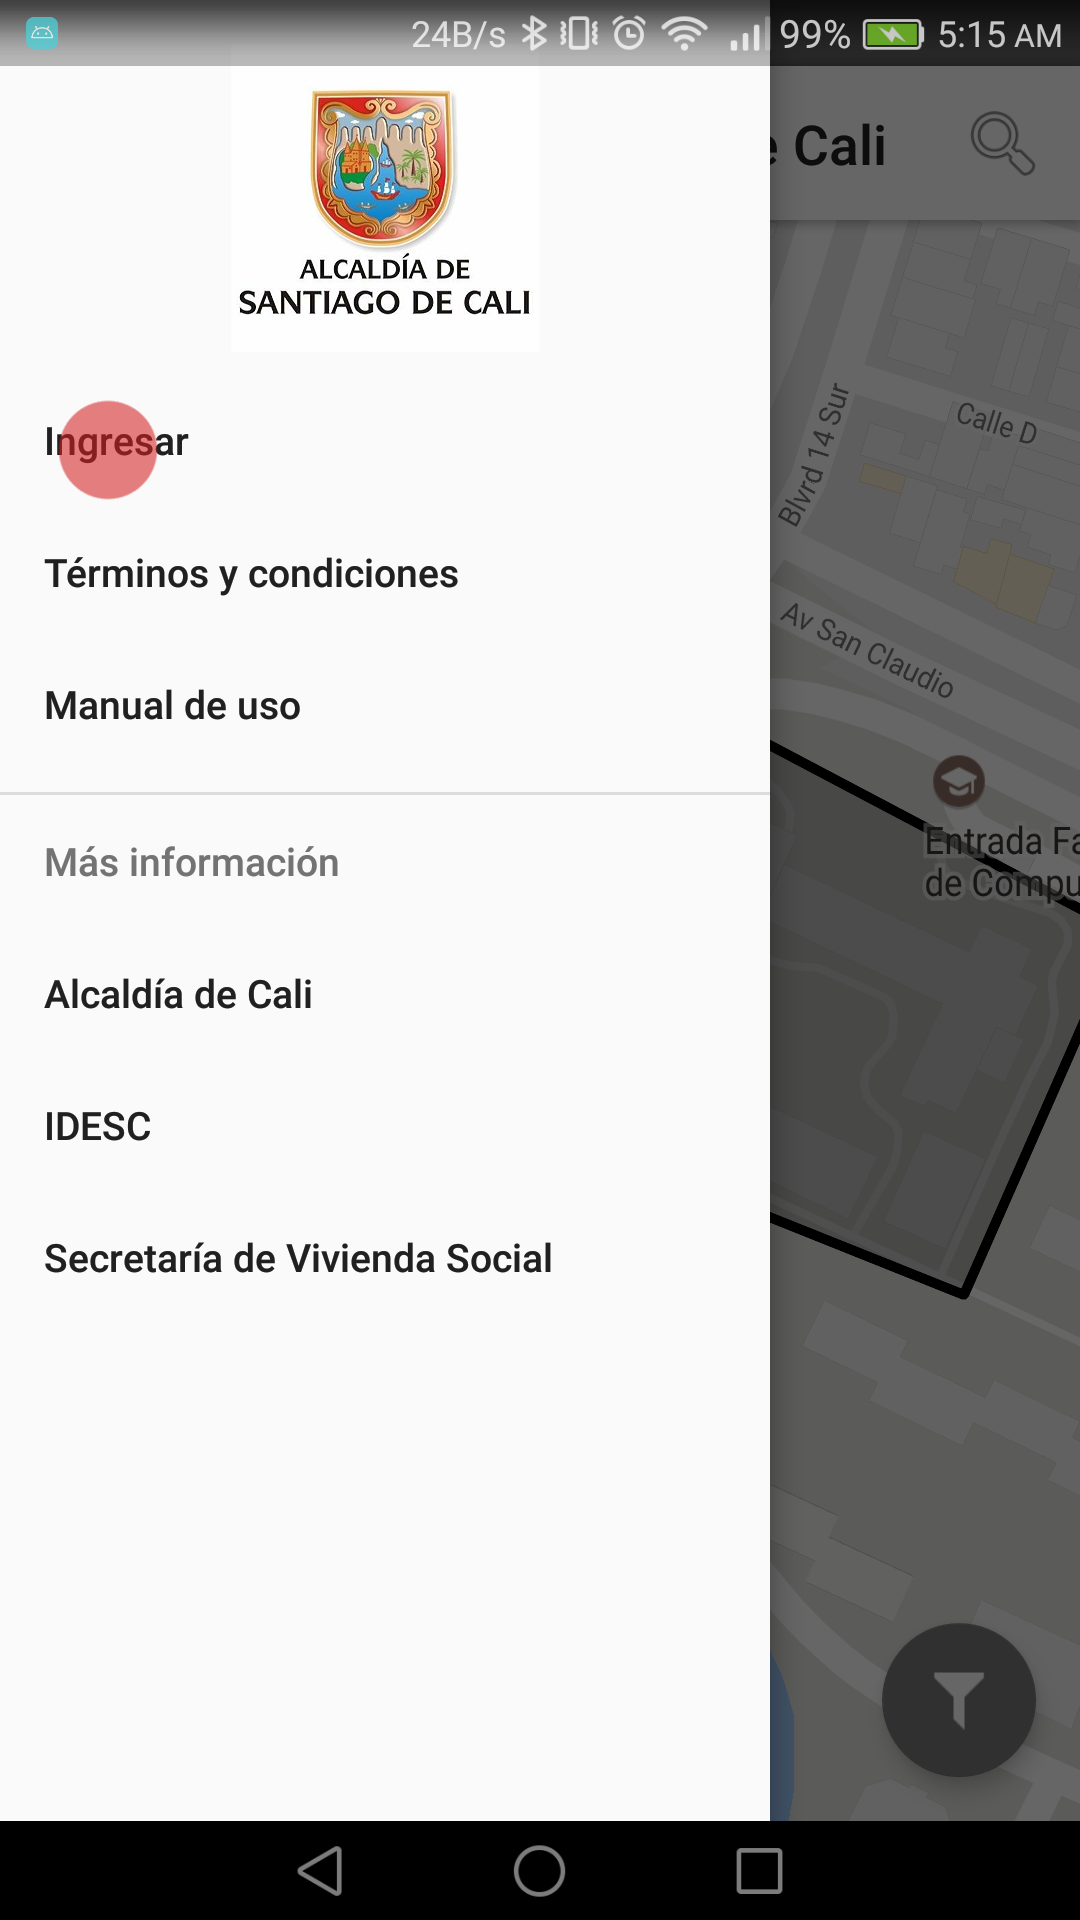 24B/s 99% 5:15 AM
e Cali
ALCALDÍA DE
SANTIAGO DE CALI
Ingresar
Términos y condiciones
Manual de uso
Más información
Alcaldía de Cali
IDESC
Secretaría de Vivienda Social
Calle D
Blvrd 14 Sur
Av San Claudio
Entrada Fa
de Compu